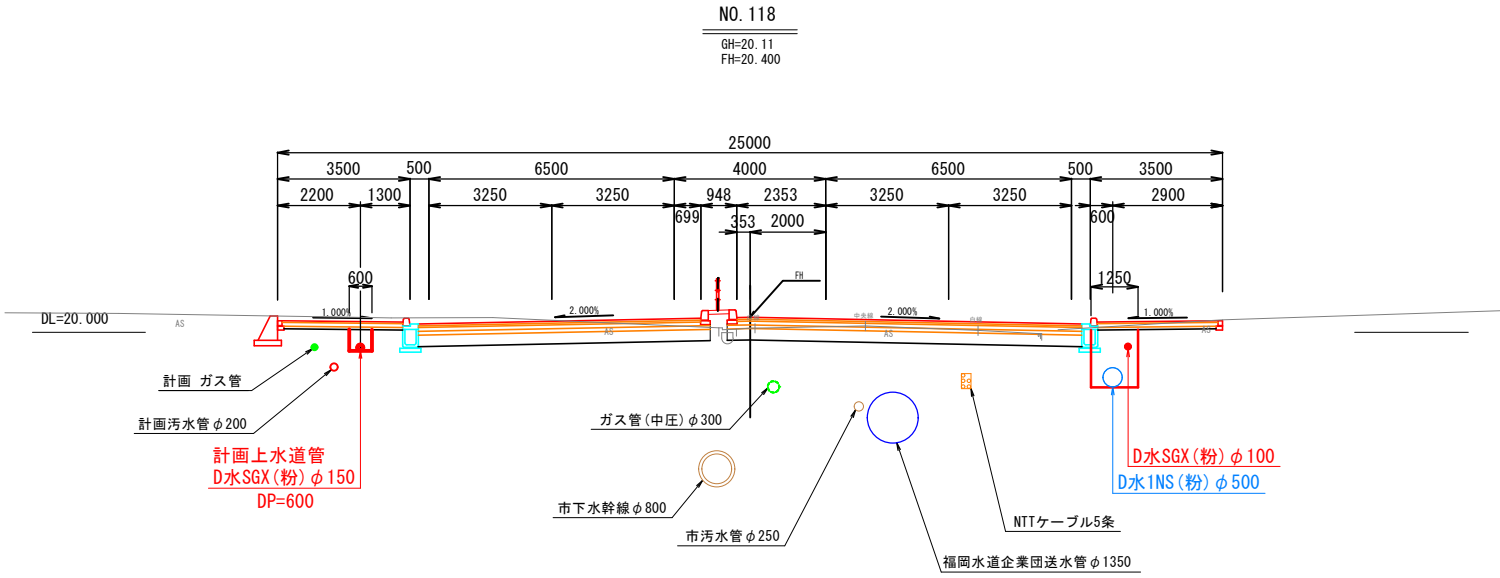 NO.118
GH=20.11
FH=20.400
25000
3500 500 6500 4000 6500 500 3500
2200 1300 3250 3250 948 2353 3250 3250 2900
699 600
353 2000
600 FH 1250
1.000% 2.000% 2.000% 1.000%
中央線 白線
DL=20.000
AS AS AS AS
計画 ガス管
計画汚水管φ200
計画上水道管
D水SGX(粉)φ150
DP=600
ガス管(中圧)φ300
市下水幹線φ800
市汚水管φ250
NTTケーブル5条
福岡水道企業団送水管φ1350
D水SGX(粉)φ100
D水1NS(粉)φ500